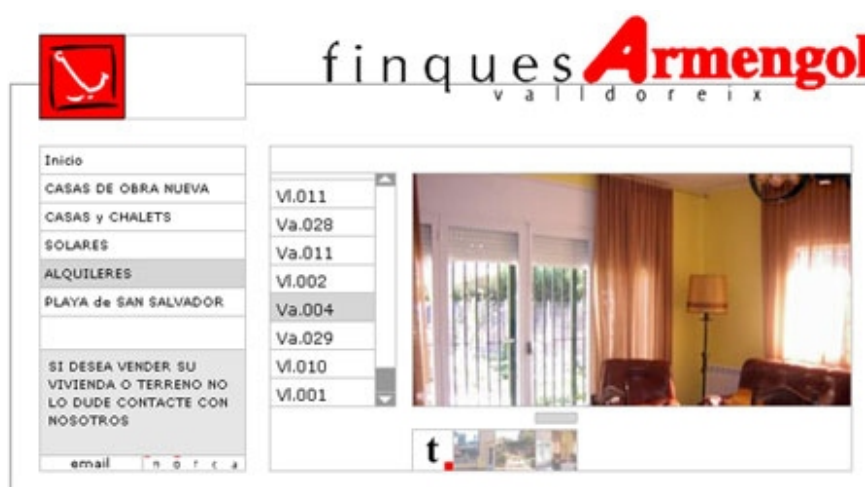 finques Armengol
valldoreix
Inicio
CASAS DE OBRA NUEVA
CASAS y CHALETS
SOLARES
ALQUILERES
PLAYA de SAN SALVADOR
SI DESEA VENDER SU
VIVIENDA O TERRENO NO
LO DUDE CONTACTE CON
NOSOTROS
email
norca
Vl.011
Va.028
Va.011
Vl.002
Va.004
Va.029
Vl.010
Vl.001
t.